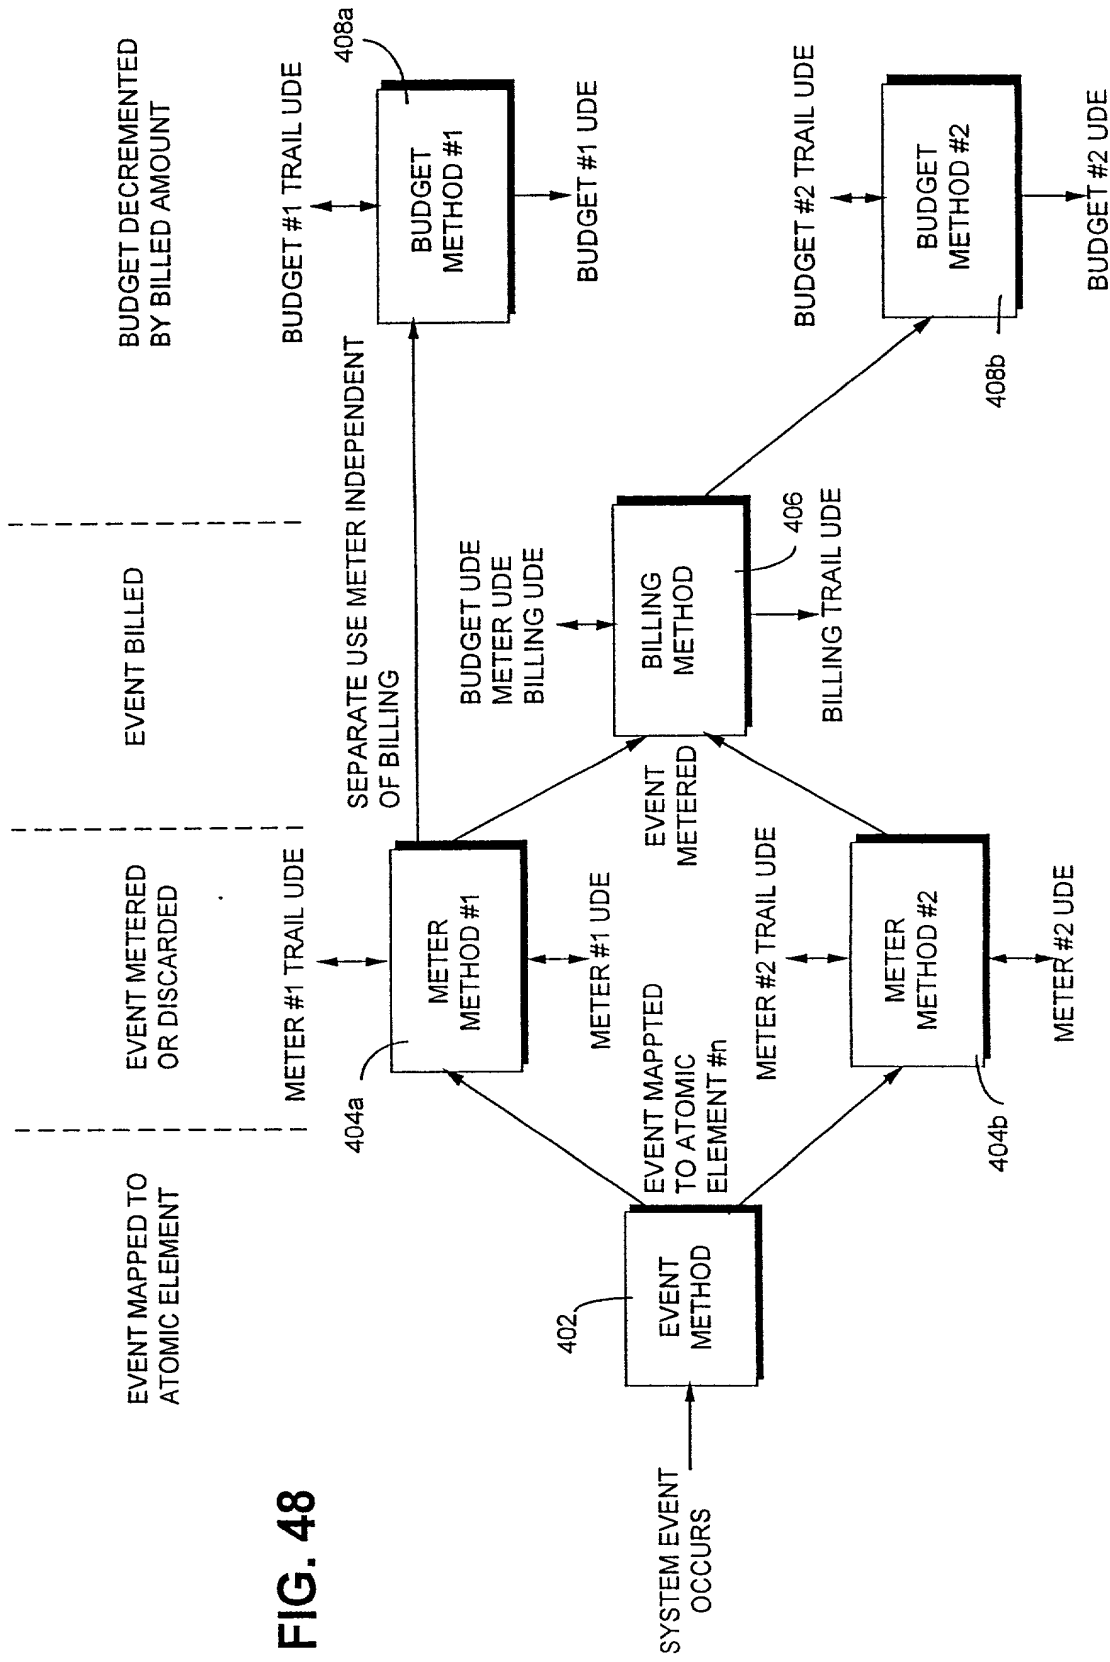 FIG. 48
EVENT MAPPED TO
ATOMIC ELEMENT
EVENT METERED
OR DISCARDED
EVENT BILLED
BUDGET DECREMENTED
BY BILLED AMOUNT
SYSTEM EVENT
OCCURS
402
EVENT
METHOD
EVENT MAPPTED
TO ATOMIC
ELEMENT #n
METER #1 TRAIL UDE
404a
METER
METHOD #1
METER #1 UDE
METER #2 TRAIL UDE
METER
METHOD #2
404b
METER #2 UDE
SEPARATE USE METER INDEPENDENT
OF BILLING
EVENT
METERED
BUDGET UDE
METER UDE
BILLING UDE
BILLING
METHOD
406
BILLING TRAIL UDE
BUDGET #1 TRAIL UDE
408a
BUDGET
METHOD #1
BUDGET #1 UDE
BUDGET #2 TRAIL UDE
BUDGET
METHOD #2
408b
BUDGET #2 UDE